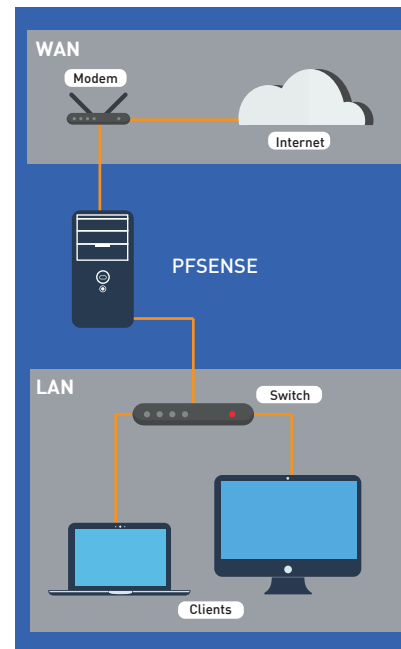 WAN
Modem
Internet
PFSENSE
LAN
Switch
Clients